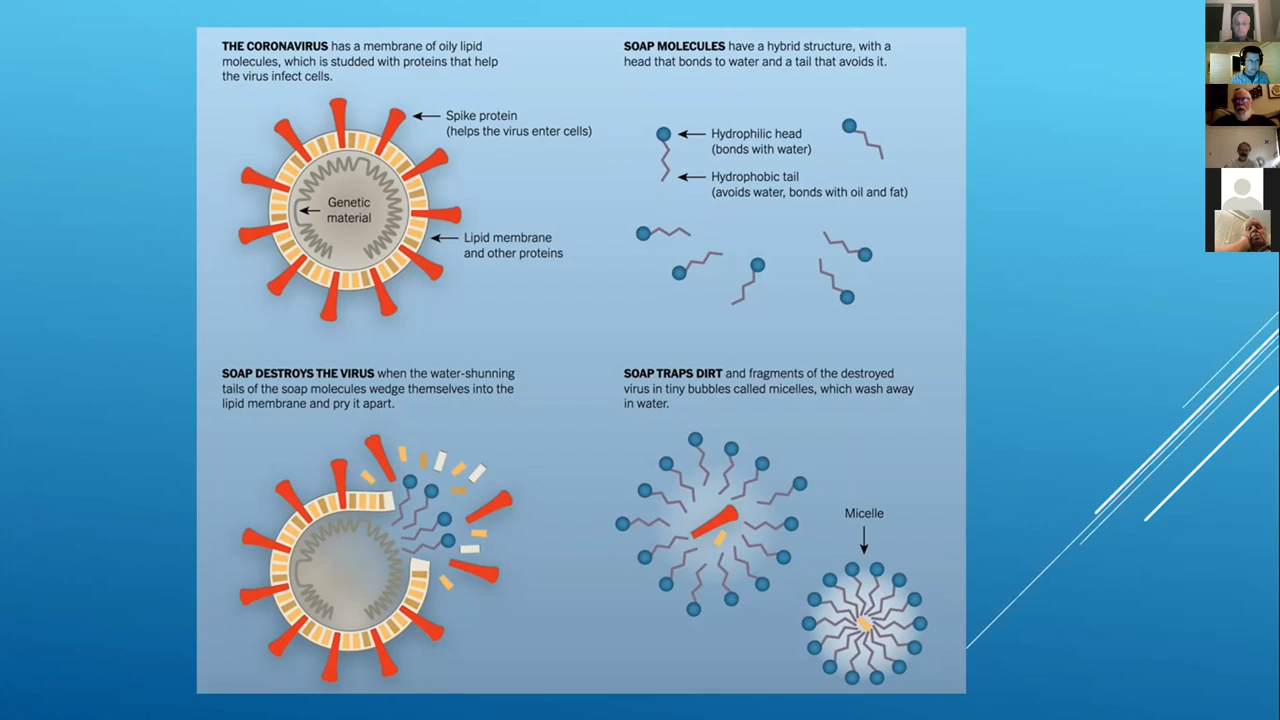 THE CORONAVIRUS has a membrane of oily lipid
molecules, which is studded with proteins that help
the virus infect cells.
Spike protein
(helps the virus enter cells)
Genetic
material
Lipid membrane
and other proteins
SOAP MOLECULES have a hybrid structure, with a
head that bonds to water and a tail that avoids it.
Hydrophilic head
(bonds with water)
Hydrophobic tail
(avoids water, bonds with oil and fat)
SOAP DESTROYS THE VIRUS when the water-shunning
tails of the soap molecules wedge themselves into the
lipid membrane and pry it apart.
SOAP TRAPS DIRT and fragments of the destroyed
virus in tiny bubbles called micelles, which wash away
in water.
Micelle